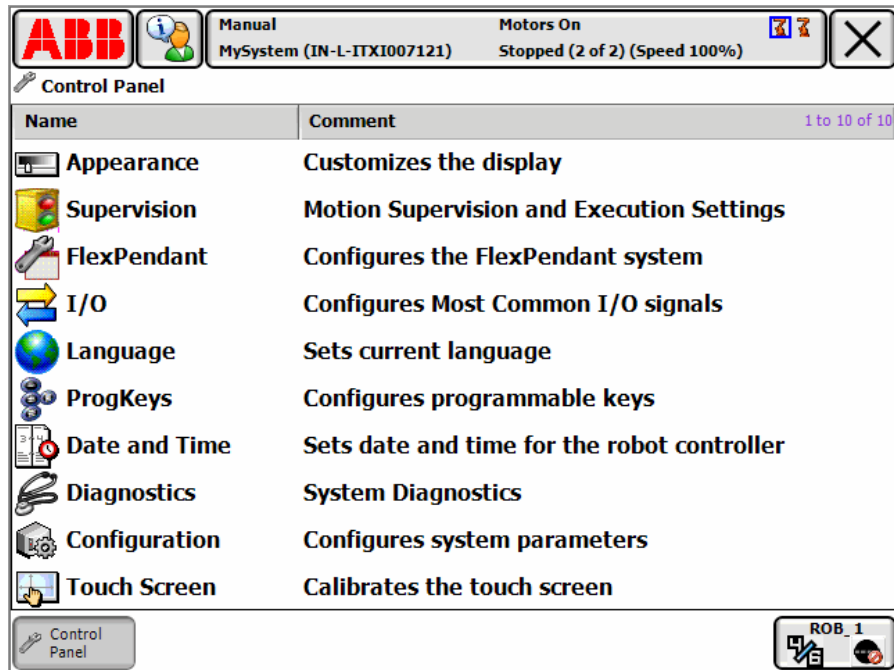 ABB Manual Motors On
MySystem (IN-L-ITXI007121) Stopped (2 of 2) (Speed 100%)
Control Panel
Name Comment 1 to 10 of 10
Appearance Customizes the display
Supervision Motion Supervision and Execution Settings
FlexPendant Configures the FlexPendant system
I/O Configures Most Common I/O signals
Language Sets current language
ProgKeys Configures programmable keys
Date and Time Sets date and time for the robot controller
Diagnostics System Diagnostics
Configuration Configures system parameters
Touch Screen Calibrates the touch screen
Control
Panel
ROB_1